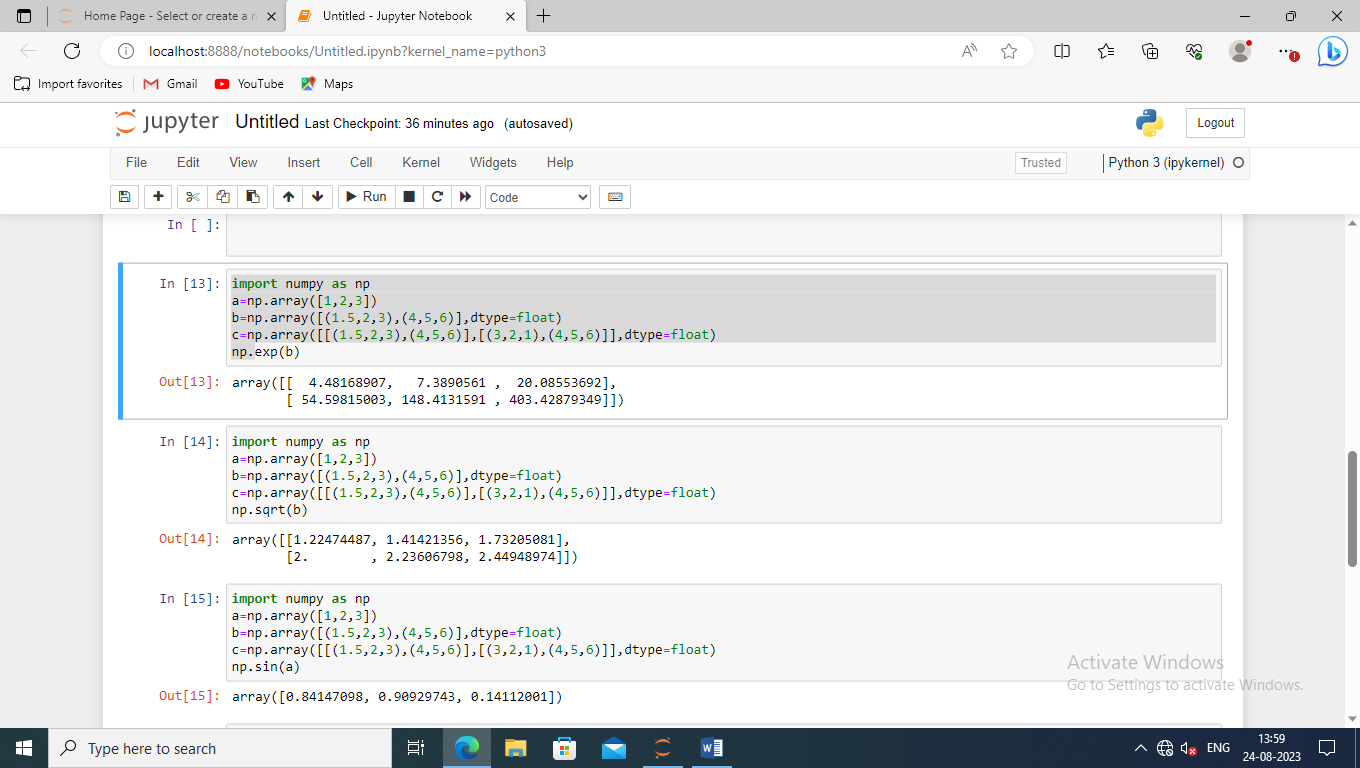 Home Page - Select or create a n
Untitled - Jupyter Notebook
localhost:8888/notebooks/Untitled.ipynb?kernel_name=python3
Import favorites
Gmail
YouTube
Maps
jupyter Untitled Last Checkpoint: 36 minutes ago (autosaved)
Logout
File Edit View Insert Cell Kernel Widgets Help
Trusted
Python 3 (ipykernel)
Run
Code
In [ ]:
In [13]: import numpy as np
a=np.array([1,2,3])
b=np.array([(1.5,2,3),(4,5,6)],dtype=float)
c=np.array([[(1.5,2,3),(4,5,6)],[(3,2,1),(4,5,6)]],dtype=float)
np.exp(b)
Out[13]: array([[  4.48168907,   7.3890561 ,  20.08553692],
[ 54.59815003, 148.4131591 , 403.42879349]])
In [14]: import numpy as np
a=np.array([1,2,3])
b=np.array([(1.5,2,3),(4,5,6)],dtype=float)
c=np.array([[(1.5,2,3),(4,5,6)],[(3,2,1),(4,5,6)]],dtype=float)
np.sqrt(b)
Out[14]: array([[1.22474487, 1.41421356, 1.73205081],
[2.        , 2.23606798, 2.44948974]])
In [15]: import numpy as np
a=np.array([1,2,3])
b=np.array([(1.5,2,3),(4,5,6)],dtype=float)
c=np.array([[(1.5,2,3),(4,5,6)],[(3,2,1),(4,5,6)]],dtype=float)
np.sin(a)
Out[15]: array([0.84147098, 0.90929743, 0.14112001])
Activate Windows
Go to Settings to activate Windows.
Type here to search
ENG
13:59
24-08-2023